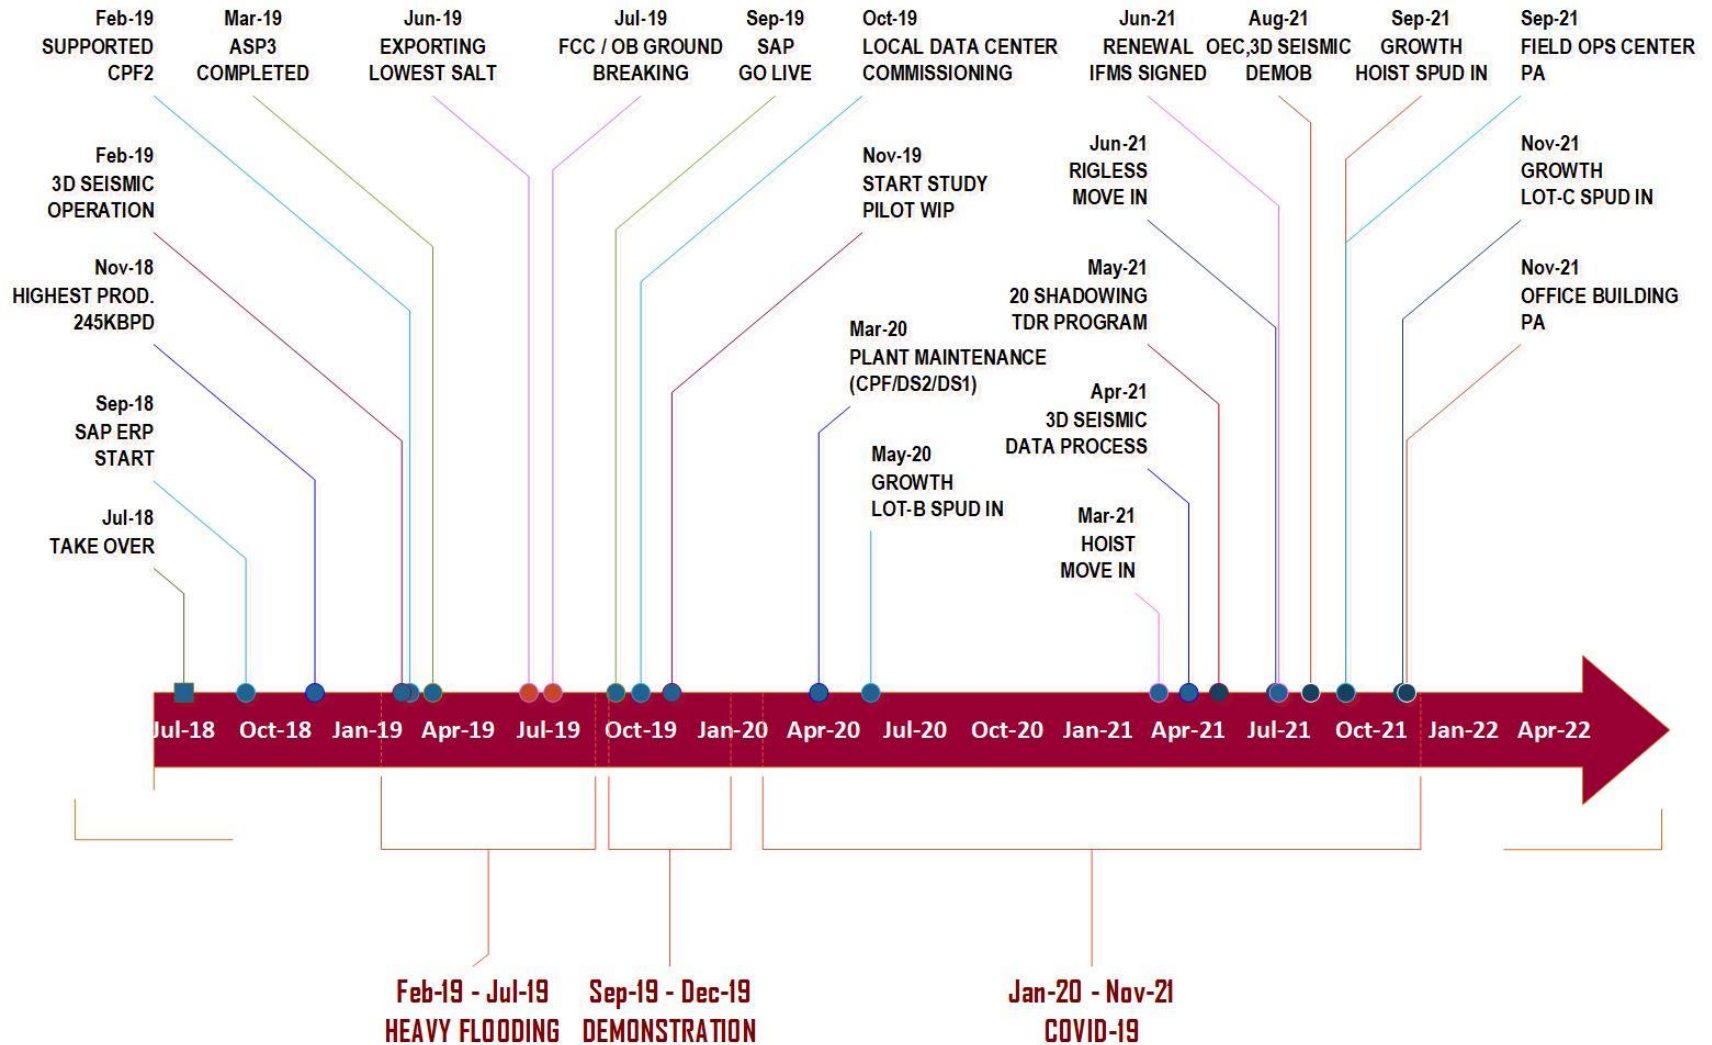 Feb-19
SUPPORTED
CPF2
Mar-19
ASP3
COMPLETED
Jun-19
EXPORTING
LOWEST SALT
Jul-19
FCC / OB GROUND
BREAKING
Sep-19
SAP
GO LIVE
Oct-19
LOCAL DATA CENTER
COMMISSIONING
Jun-21
RENEWAL
IFMS SIGNED
Aug-21
OEC,3D SEISMIC
DEMOB
Sep-21
GROWTH
HOIST SPUD IN
Sep-21
FIELD OPS CENTER
PA
Feb-19
3D SEISMIC
OPERATION
Nov-19
START STUDY
PILOT WIP
Jun-21
RIGLESS
MOVE IN
Nov-21
GROWTH
LOT-C SPUD IN
Nov-18
HIGHEST PROD.
245KBPD
Mar-20
PLANT MAINTENANCE
(CPF/DS2/DS1)
May-21
20 SHADOWING
TDR PROGRAM
Nov-21
OFFICE BUILDING
PA
Sep-18
SAP ERP
START
May-20
GROWTH
LOT-B SPUD IN
Apr-21
3D SEISMIC
DATA PROCESS
Jul-18
TAKE OVER
Mar-21
HOIST
MOVE IN
Jul-18 Oct-18 Jan-19 Apr-19 Jul-19 Oct-19 Jan-20 Apr-20 Jul-20 Oct-20 Jan-21 Apr-21 Jul-21 Oct-21 Jan-22 Apr-22
Feb-19 - Jul-19
HEAVY FLOODING
Sep-19 - Dec-19
DEMONSTRATION
Jan-20 - Nov-21
COVID-19